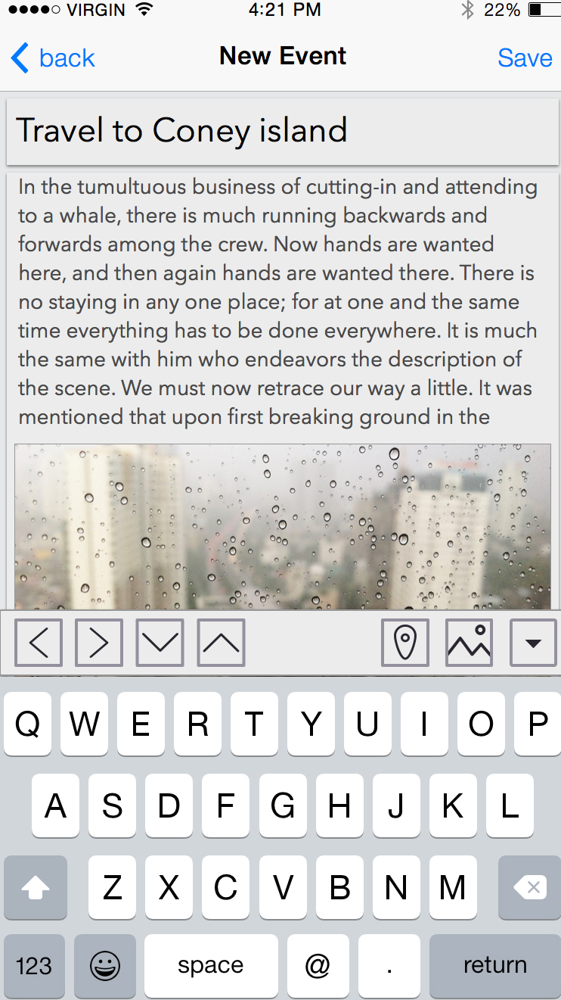 VIRGIN 4:21 PM 22%
back New Event Save
Travel to Coney island
In the tumultuous business of cutting-in and attending
to a whale, there is much running backwards and
forwards among the crew. Now hands are wanted
here, and then again hands are wanted there. There is
no staying in any one place; for at one and the same
time everything has to be done everywhere. It is much
the same with him who endeavors the description of
the scene. We must now retrace our way a little. It was
mentioned that upon first breaking ground in the
Q W E R T Y U I O P
A S D F G H J K L
Z X C V B N M
123 space @ . return